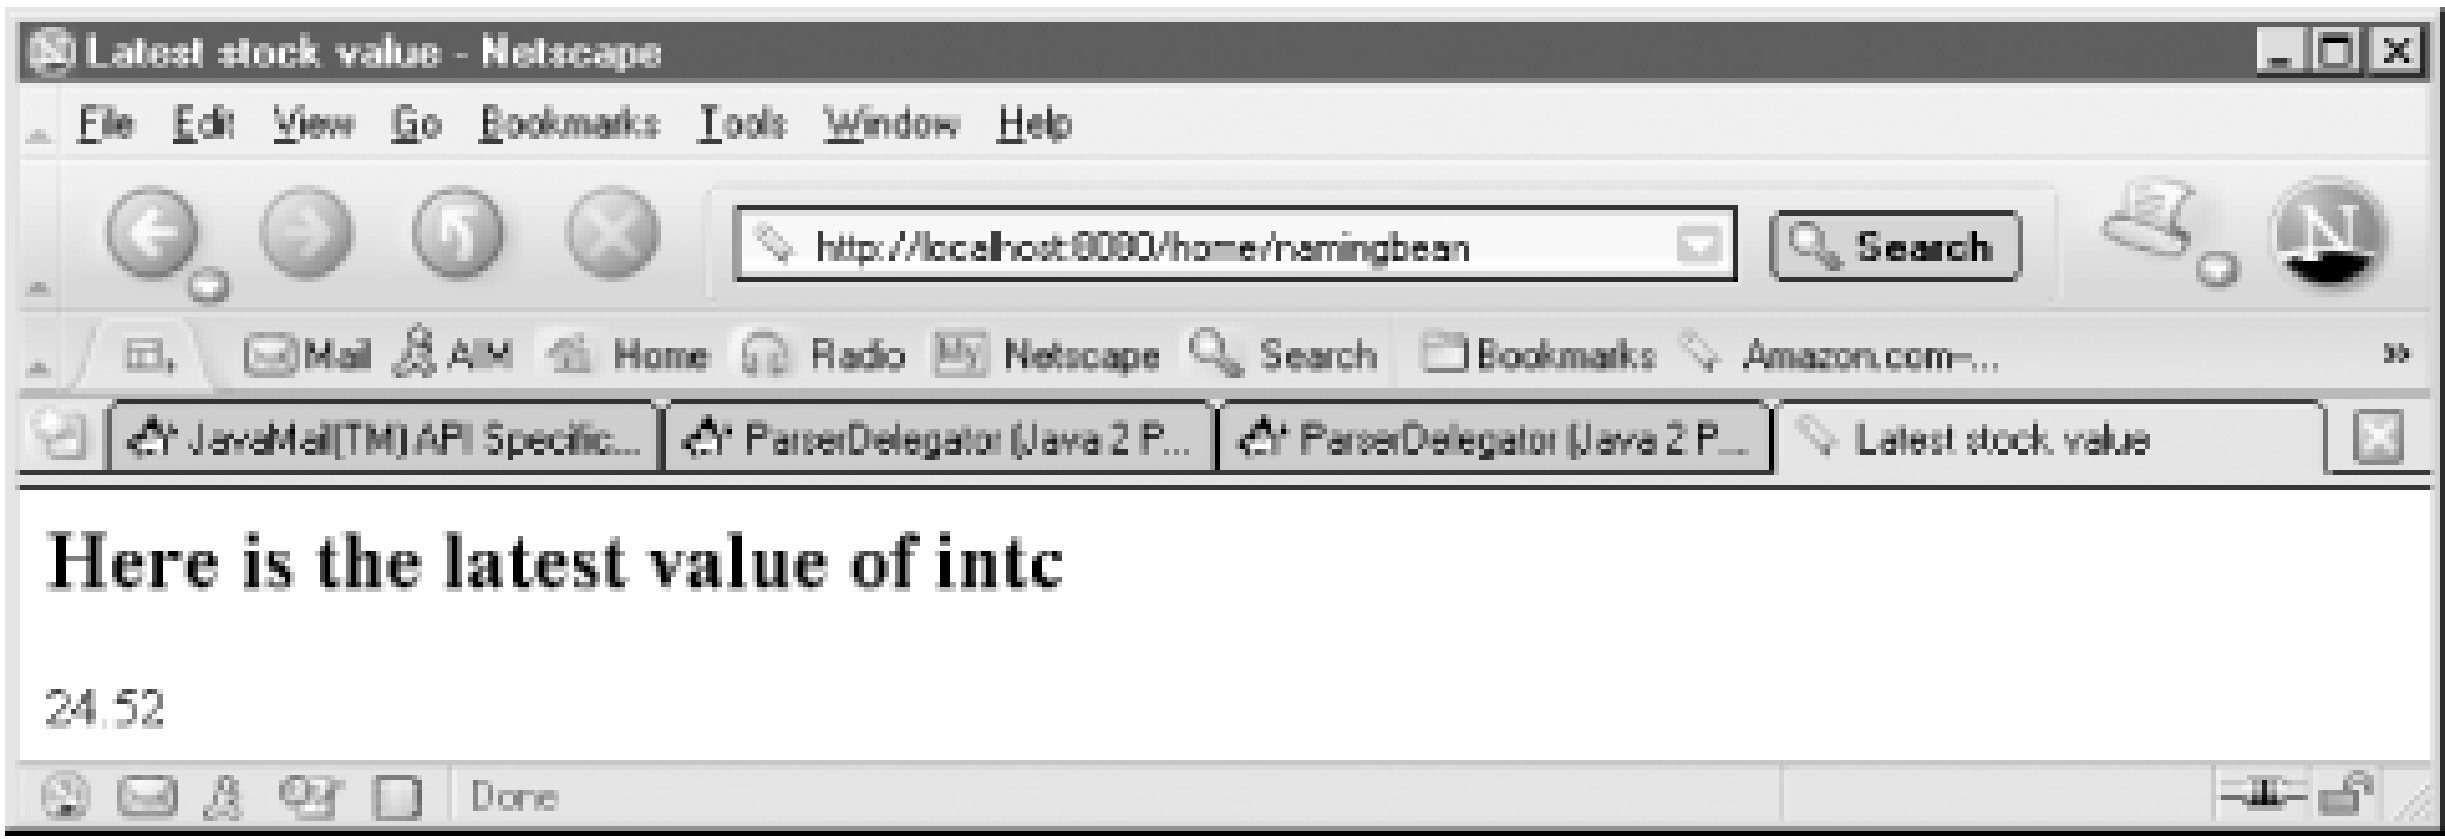 Latest stock value - Netscape
File Edit View Go Bookmarks Tools Window Help
http://localhost:8080/home/namingbean Search N
Mail AIM Home Radio My Netscape Search Bookmarks Amazon.com–... »
JavaMail(TM) API Specific... ParserDelegator (Java 2 P... ParserDelegator (Java 2 P... Latest stock value
Here is the latest value of intc
24.52
Done